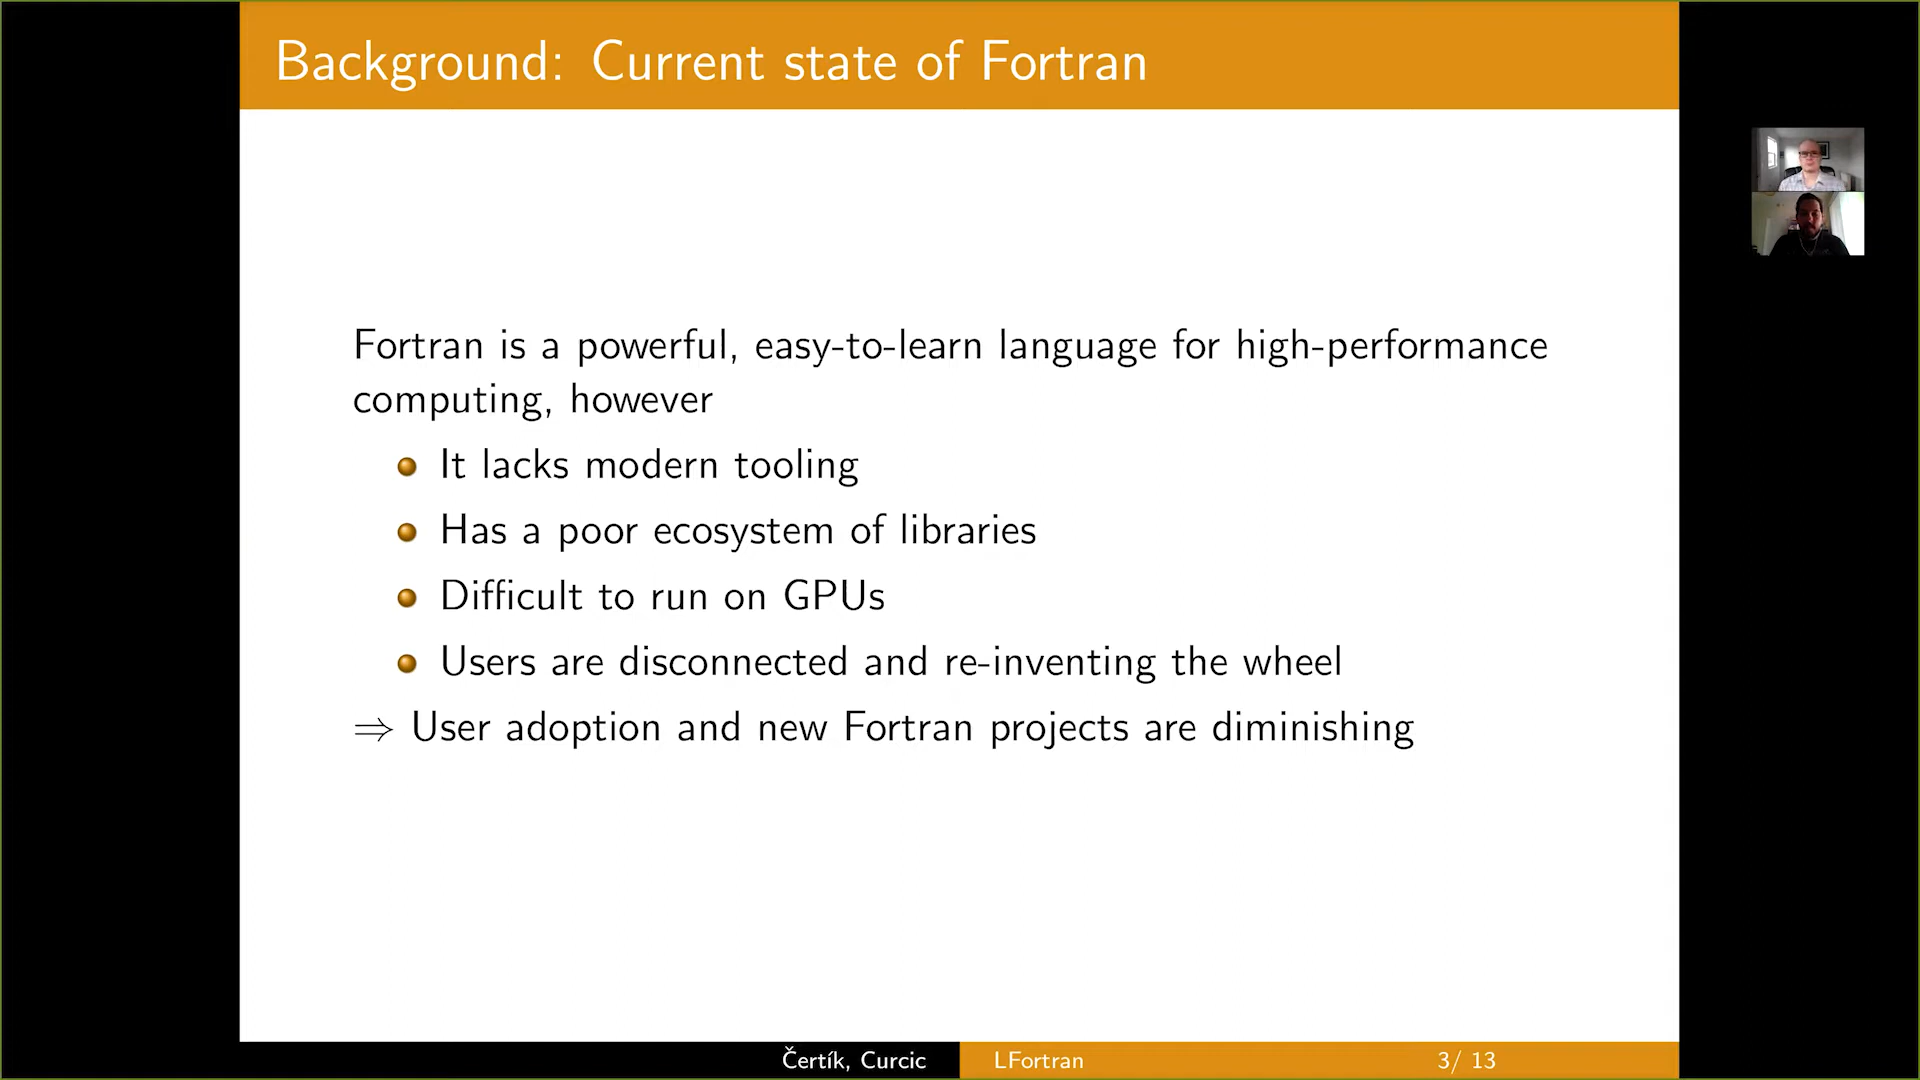 Background: Current state of Fortran
Fortran is a powerful, easy-to-learn language for high-performance
computing, however
It lacks modern tooling
Has a poor ecosystem of libraries
Difficult to run on GPUs
Users are disconnected and re-inventing the wheel
⇒ User adoption and new Fortran projects are diminishing
Čertík, Curcic LFortran 3/ 13